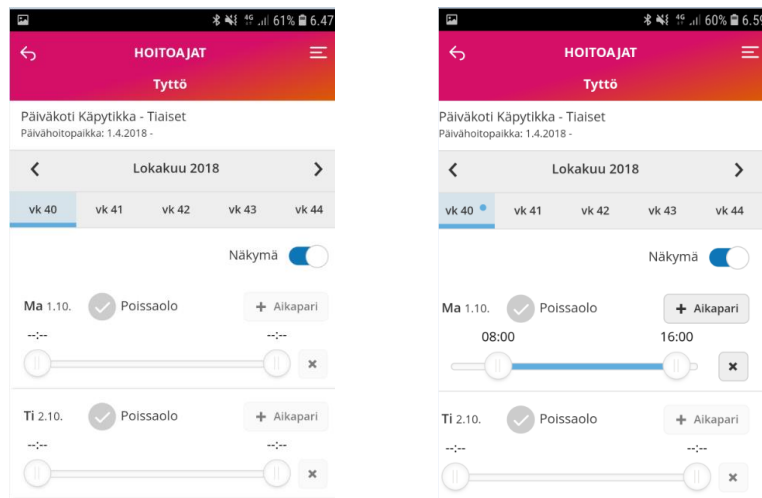 61% 6.47
HOITOAJAT
Tyttö
Päiväkoti Käpytikka - Tiaiset
Päivähoitopaikka: 1.4.2018 -
Lokakuu 2018
vk 40 vk 41 vk 42 vk 43 vk 44
Näkymä
Ma 1.10. Poissaolo + Aikapari
--:-- --:--
Ti 2.10. Poissaolo + Aikapari
--:-- --:--
4G 60% 6.59
HOITOAJAT
Tyttö
Päiväkoti Käpytikka - Tiaiset
Päivähoitopaikka: 1.4.2018 -
Lokakuu 2018
vk 40 vk 41 vk 42 vk 43 vk 44
Näkymä
Ma 1.10. Poissaolo + Aikapari
08:00 16:00
Ti 2.10. Poissaolo + Aikapari
--:-- --:--